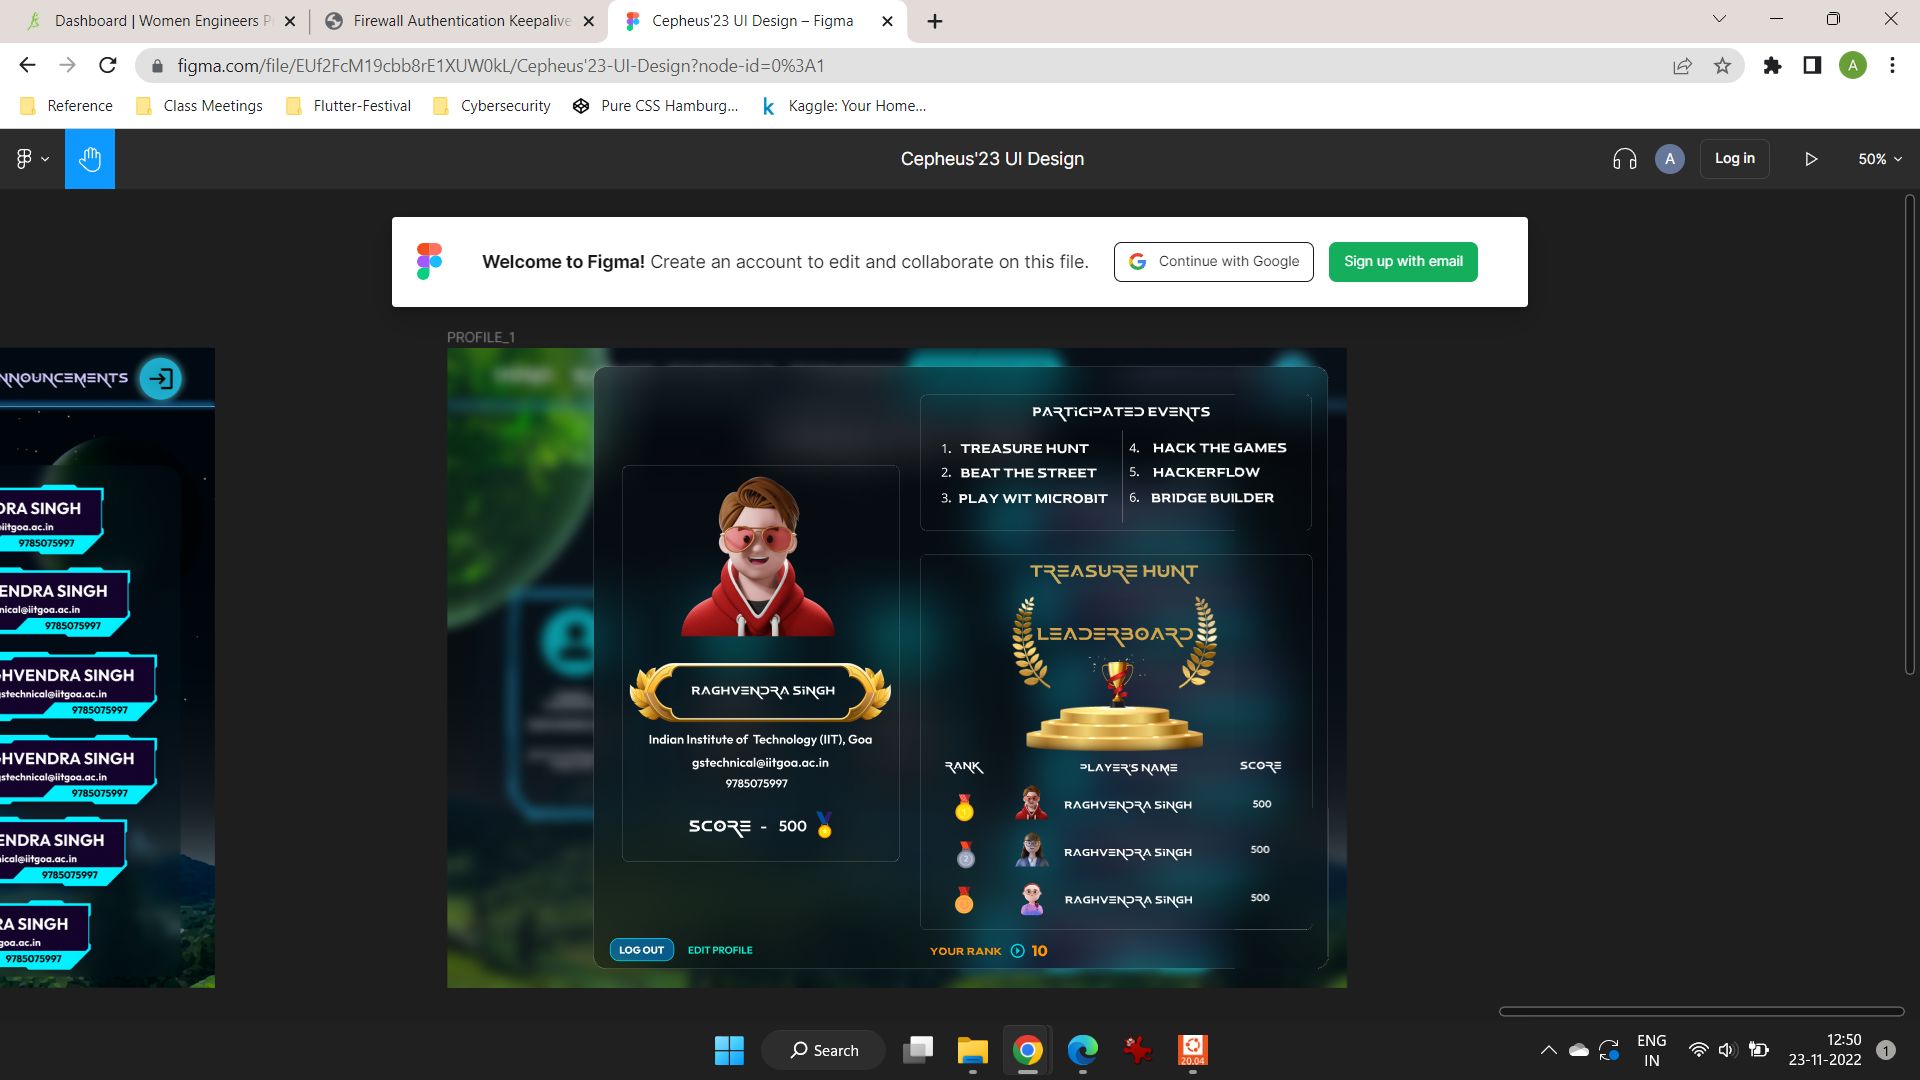 Dashboard | Women Engineers P
Firewall Authentication Keepalive
Cepheus'23 UI Design – Figma
figma.com/file/EUf2FcM19cbb8rE1XUW0kL/Cepheus'23-UI-Design?node-id=0%3A1
A
Reference
Class Meetings
Flutter-Festival
Cybersecurity
Pure CSS Hamburg...
Kaggle: Your Home...
Cepheus'23 UI Design
A
Log in
50%
Welcome to Figma! Create an account to edit and collaborate on this file.
Continue with Google
Sign up with email
PROFILE_1
NNOUNCEMENTS
DRA SINGH
iitgoa.ac.in
9785075997
ENDRA SINGH
nical@iitgoa.ac.in
9785075997
HVENDRA SINGH
gstechnical@iitgoa.ac.in
9785075997
HVENDRA SINGH
stechnical@iitgoa.ac.in
9785075997
ENDRA SINGH
ical@iitgoa.ac.in
9785075997
RA SINGH
goa.ac.in
9785075997
RAGHVENDRA SINGH
Indian Institute of Technology (IIT), Goa
gstechnical@iitgoa.ac.in
9785075997
SCORE - 500
LOG OUT
EDIT PROFILE
PARTICIPATED EVENTS
1. TREASURE HUNT
2. BEAT THE STREET
3. PLAY WIT MICROBIT
4. HACK THE GAMES
5. HACKERFLOW
6. BRIDGE BUILDER
TREASURE HUNT
LEADERBOARD
RANK PLAYER'S NAME SCORE
1 RAGHVENDRA SINGH 500
2 RAGHVENDRA SINGH 500
RAGHVENDRA SINGH 500
YOUR RANK 10
Search
20.04
ENG
IN
12:50
23-11-2022
1